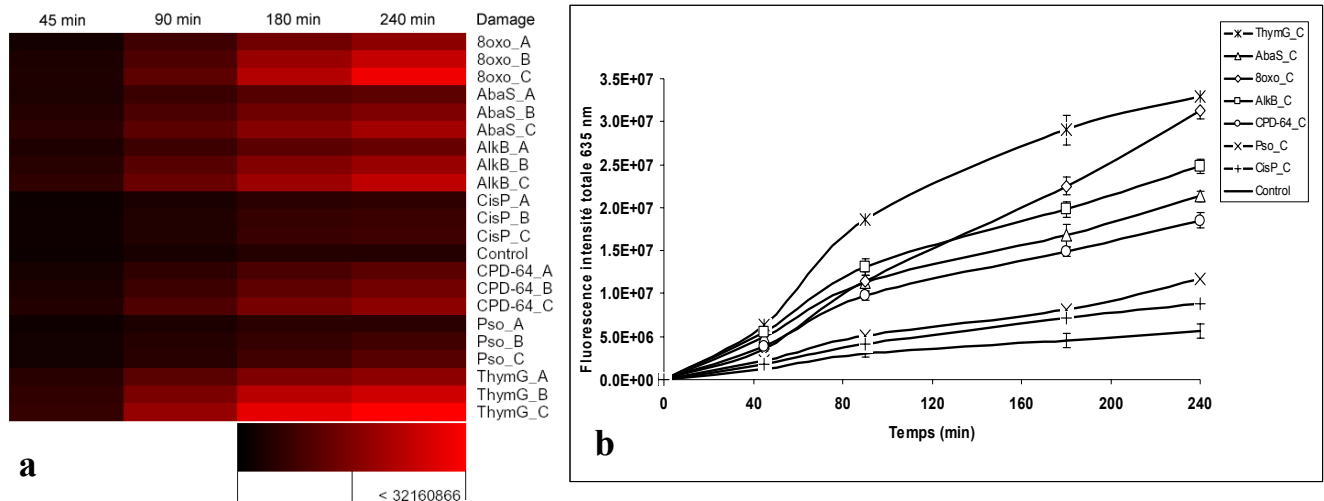 45 min 90 min 180 min 240 min Damage
8oxo_A
8oxo_B
8oxo_C
AbaS_A
AbaS_B
AbaS_C
AlkB_A
AlkB_B
AlkB_C
CisP_A
CisP_B
CisP_C
Control
CPD-64_A
CPD-64_B
CPD-64_C
Pso_A
Pso_B
Pso_C
ThymG_A
ThymG_B
ThymG_C
< 32160866
a
b
Fluorescence intensité totale 635 nm
3.5E+07
3.0E+07
2.5E+07
2.0E+07
1.5E+07
1.0E+07
5.0E+06
0.0E+00
0 40 80 120 160 200 240
Temps (min)
ThymG_C
AbaS_C
8oxo_C
AlkB_C
CPD-64_C
Pso_C
CisP_C
Control